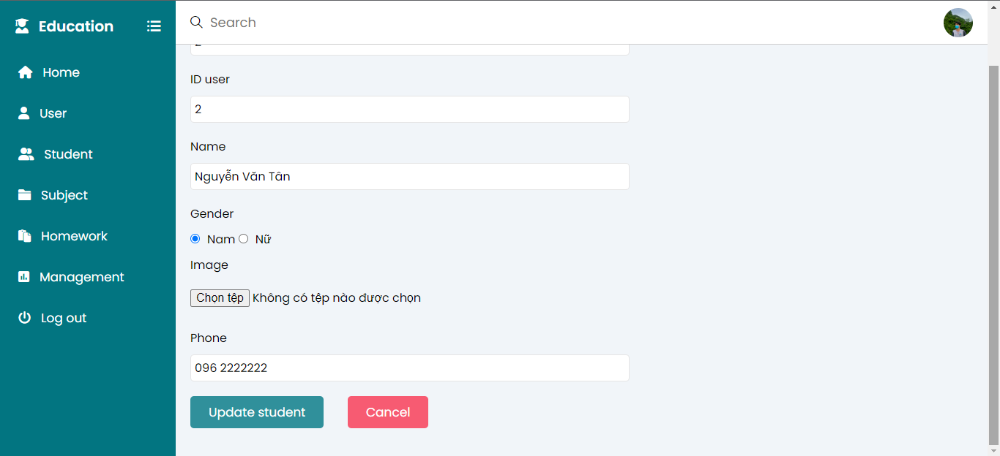 Education
Search
Home
User
Student
Subject
Homework
Management
Log out
ID user
2
Name
Nguyễn Văn Tân
Gender
Nam Nữ
Image
Chọn tệp Không có tệp nào được chọn
Phone
096 2222222
Update student Cancel